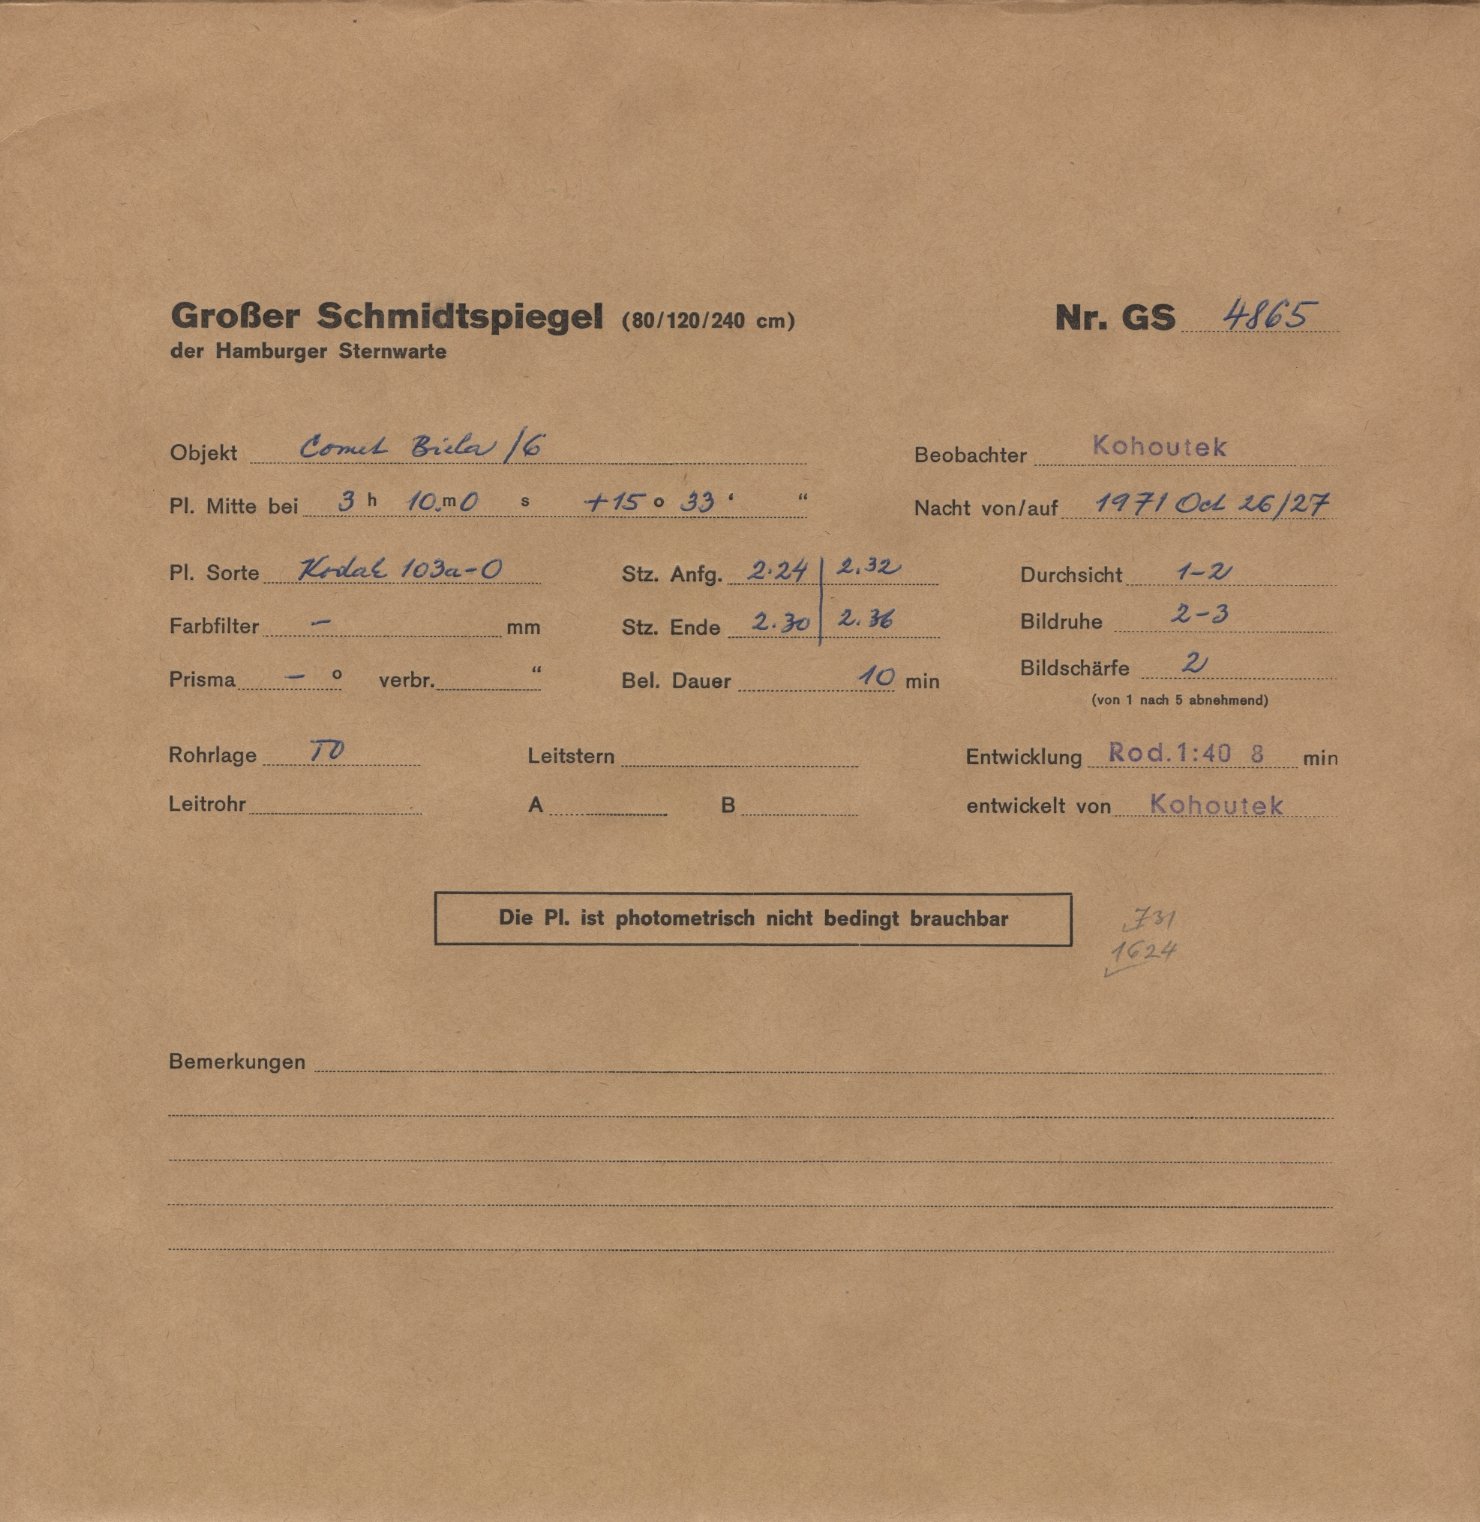 Großer Schmidtspiegel (80/120/240 cm) Nr. GS 4865
der Hamburger Sternwarte
Objekt Comet Biela /6 Beobachter Kohoutek
Pl. Mitte bei 3 h 10.m0 s +15 o 33 ‘ “ Nacht von/auf 1971 Oct 26/27
Pl. Sorte Kodak 103a-O Stz. Anfg. 2.24 | 2.32 Durchsicht 1-2
Farbfilter – mm Stz. Ende 2.30 | 2.36 Bildruhe 2-3
Prisma – o verbr. “ Bel. Dauer 10 min Bildschärfe 2
(von 1 nach 5 abnehmend)
Rohrlage TO Leitstern Entwicklung Rod.1:40 8 min
Leitrohr A B entwickelt von Kohoutek
Die Pl. ist photometrisch nicht bedingt brauchbar
731
1624
Bemerkungen